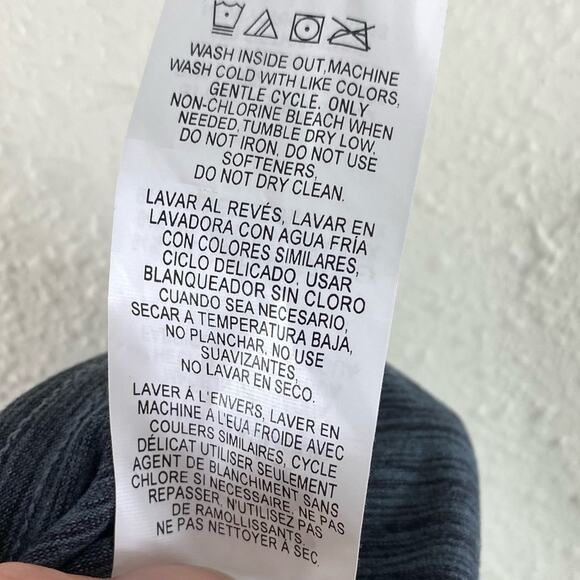 WASH INSIDE OUT,MACHINE
WASH COLD WITH LIKE COLORS,
GENTLE CYCLE. ONLY
NON-CHLORINE BLEACH WHEN
NEEDED,TUMBLE DRY LOW.
DO NOT IRON. DO NOT USE
SOFTENERS,
DO NOT DRY CLEAN.
LAVAR AL REVÉS, LAVAR EN
LAVADORA CON AGUA FRÍA
CON COLORES SIMILARES,
CICLO DELICADO, USAR
BLANQUEADOR SIN CLORO
CUANDO SEA NECESARIO,
SECAR A TEMPERATURA BAJA,
NO PLANCHAR, NO USE
SUAVIZANTES,
NO LAVAR EN SECO.
LAVER À L'ENVERS, LAVER EN
MACHINE A L'EUA FROIDE AVEC
COULERS SIMILAIRES, CYCLE
DÉLICAT UTILISER SEULEMENT
AGENT DE BLANCHIMENT SANS
CHLORE SI NECESSAIRE, NE PAS
REPASSER, N'UTILISEZ PAS
DE RAMOLLISSANTS,
NE PAS NETTOYER À SEC.